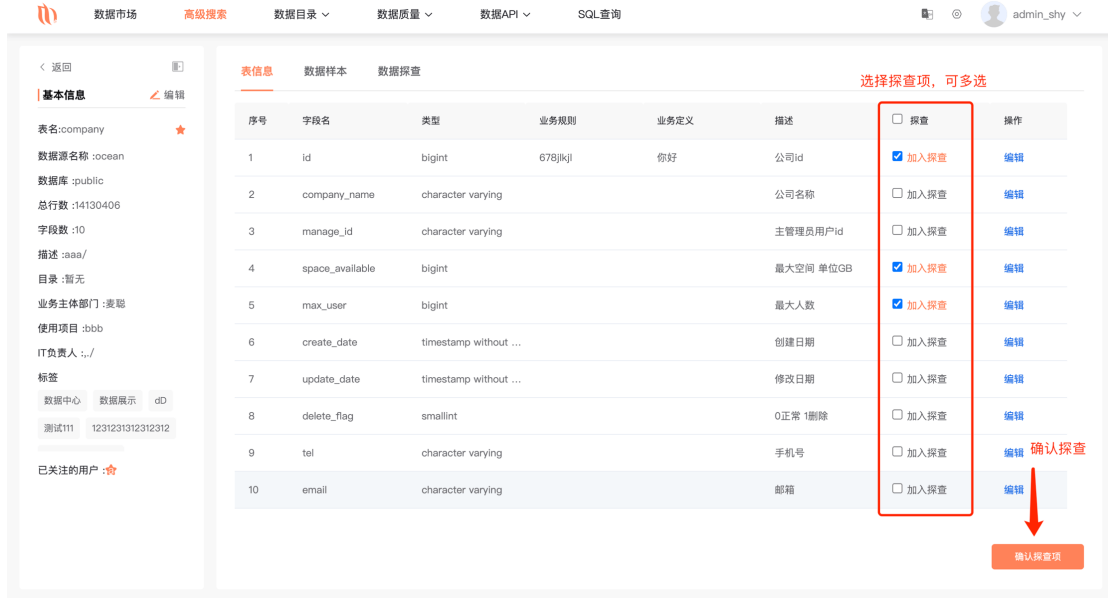 数据市场 高级搜索 数据目录 数据质量 数据API SQL查询 admin_shy
返回
基本信息 编辑
表名:company
数据源名称 :ocean
数据库 :public
总行数 :14130406
字段数 :10
描述 :aaa/
目录 :暂无
业务主体部门 :麦聪
使用项目 :bbb
IT负责人 :,./
标签
数据中心 数据展示 dD
测试111 1231231312312312
已关注的用户 :
表信息 数据样本 数据探查
选择探查项，可多选
序号 字段名 类型 业务规则 业务定义 描述 探查 操作
1 id bigint 678jlkjl 你好 公司id 加入探查 编辑
2 company_name character varying 公司名称 加入探查 编辑
3 manage_id character varying 主管理员用户id 加入探查 编辑
4 space_available bigint 最大空间 单位GB 加入探查 编辑
5 max_user bigint 最大人数 加入探查 编辑
6 create_date timestamp without ... 创建日期 加入探查 编辑
7 update_date timestamp without ... 修改日期 加入探查 编辑
8 delete_flag smallint 0正常 1删除 加入探查 编辑
9 tel character varying 手机号 加入探查 编辑
确认探查
10 email character varying 邮箱 加入探查 编辑
确认探查项